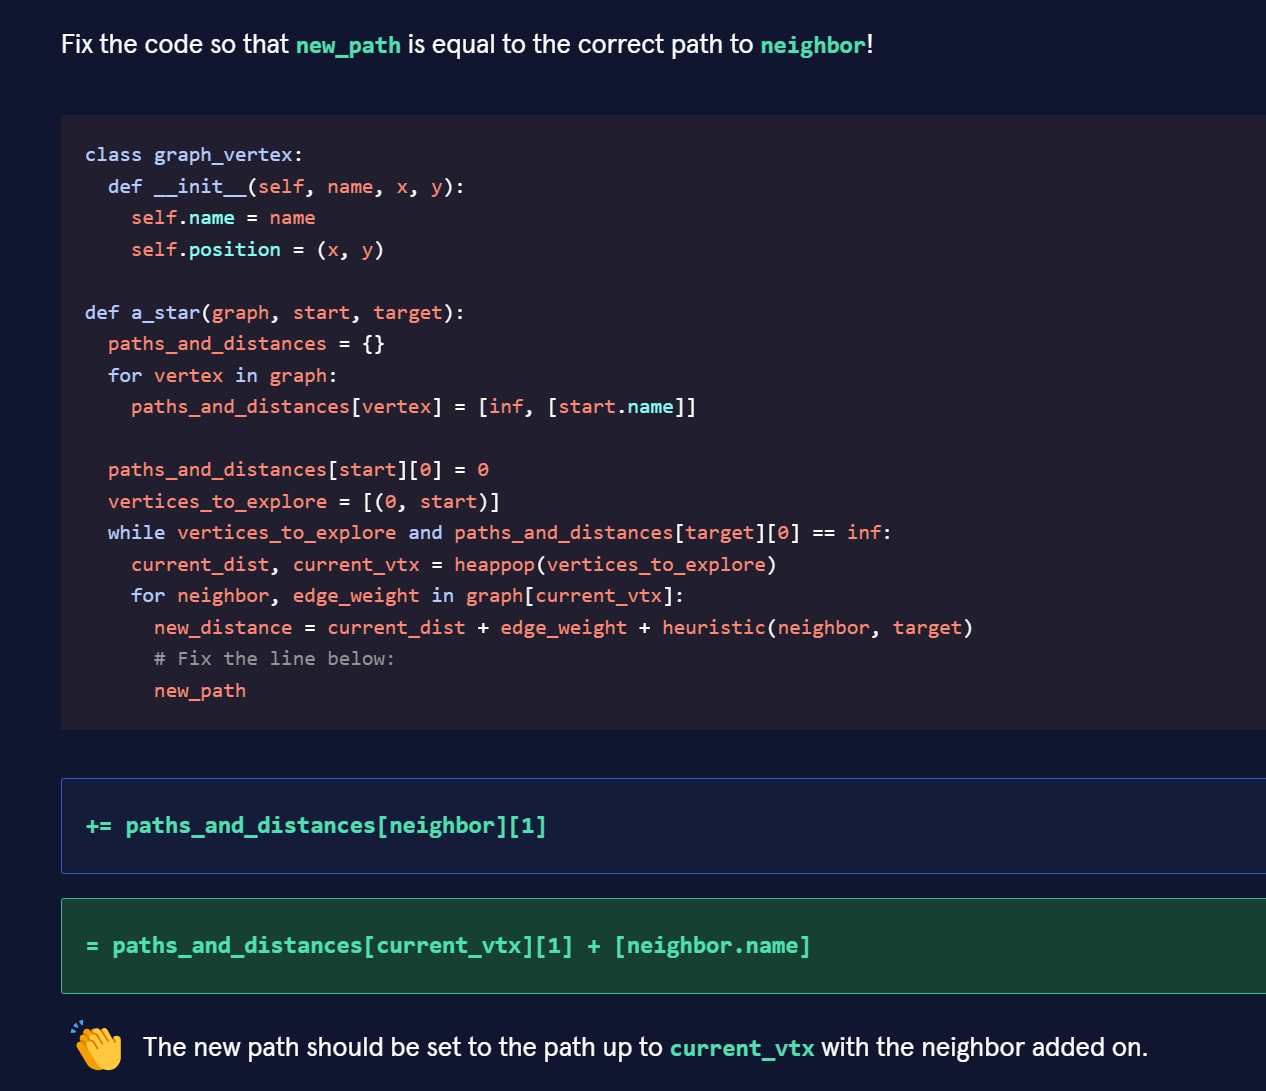 Fix the code so that new_path is equal to the correct path to neighbor!
class graph_vertex:
  def __init__(self, name, x, y):
    self.name = name
    self.position = (x, y)

def a_star(graph, start, target):
  paths_and_distances = {}
  for vertex in graph:
    paths_and_distances[vertex] = [inf, [start.name]]

  paths_and_distances[start][0] = 0
  vertices_to_explore = [(0, start)]
  while vertices_to_explore and paths_and_distances[target][0] == inf:
    current_dist, current_vtx = heappop(vertices_to_explore)
    for neighbor, edge_weight in graph[current_vtx]:
      new_distance = current_dist + edge_weight + heuristic(neighbor, target)
      # Fix the line below:
      new_path
+= paths_and_distances[neighbor][1]
= paths_and_distances[current_vtx][1] + [neighbor.name]
The new path should be set to the path up to current_vtx with the neighbor added on.